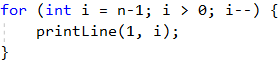 for (int i = n-1; i > 0; i--) {
    printLine(1, i);
}